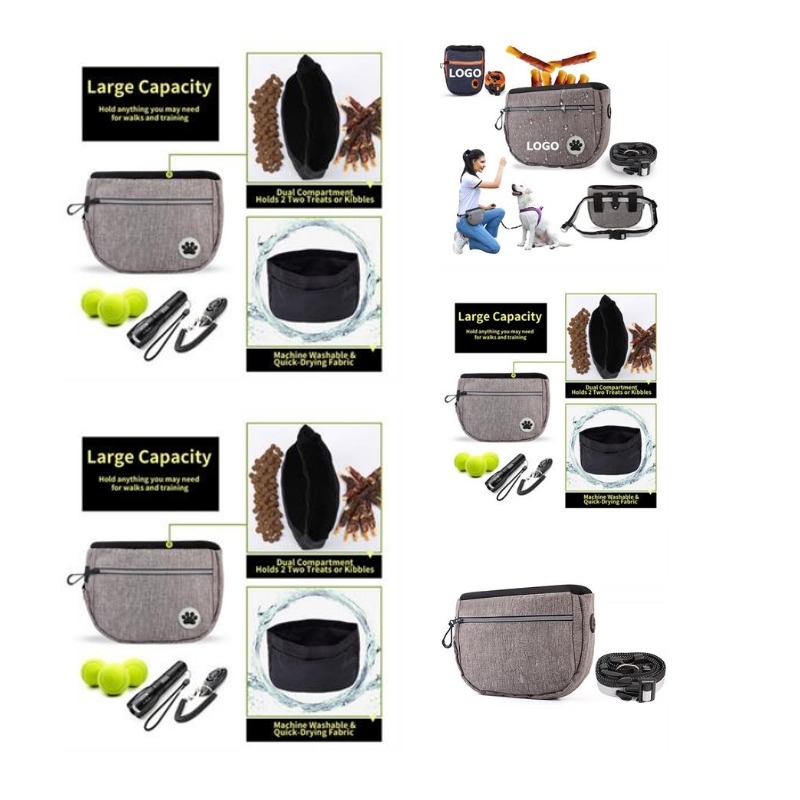 Large Capacity
Hold anything you may need
for walks and training
Dual Compartment
Holds 2 Two Treats or Kibbles
Machine Washable &
Quick-Drying Fabric
LOGO
LOGO
Large Capacity
Hold anything you may need
for walks and training
Dual Compartment
Holds 2 Two Treats or Kibbles
Machine Washable &
Quick-Drying Fabric
Large Capacity
Hold anything you may need
for walks and training
Dual Compartment
Holds 2 Two Treats or Kibbles
Machine Washable &
Quick-Drying Fabric